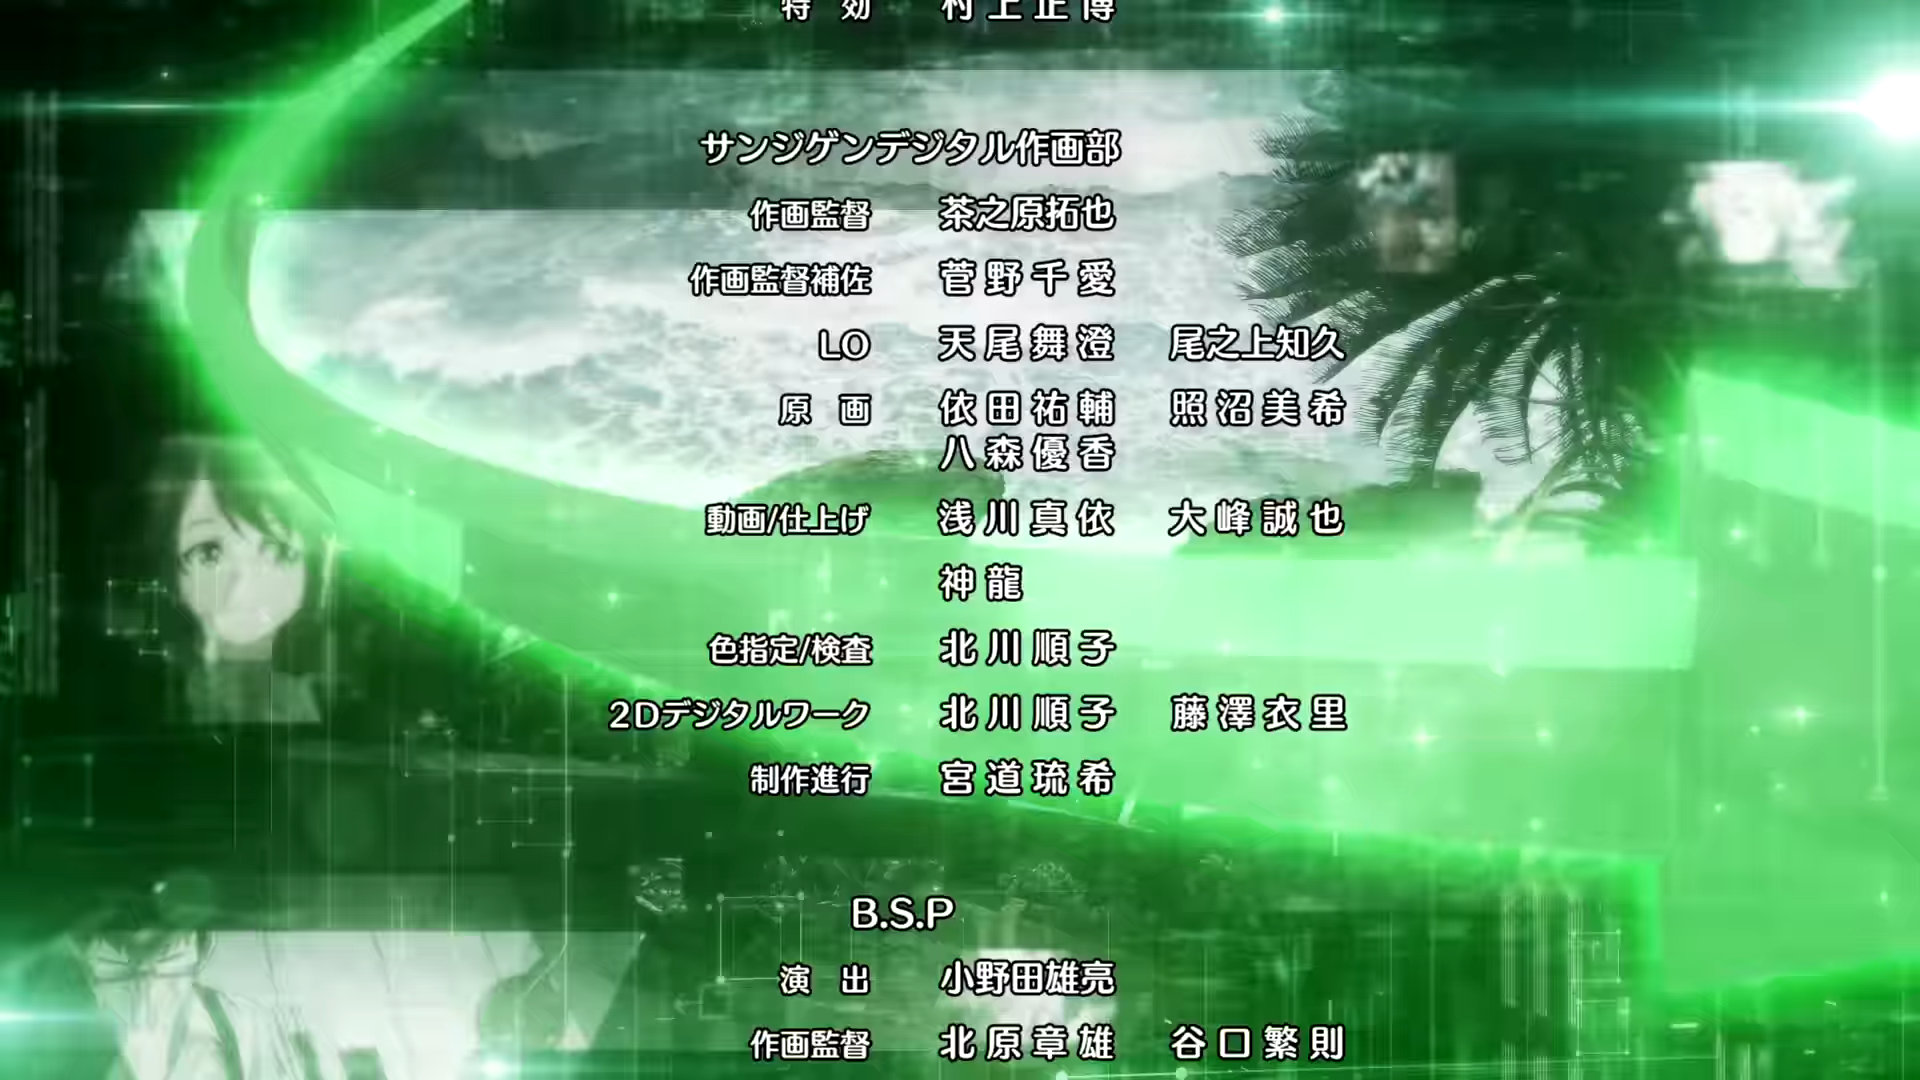 特効 村上正博
サンジゲンデジタル作画部
作画監督 茶之原拓也
作画監督補佐 菅野千愛
LO 天尾舞澄 尾之上知久
原画 依田祐輔 照沼美希
八森優香
動画/仕上げ 浅川真依 大峰誠也
神龍
色指定/検査 北川順子
2Dデジタルワーク 北川順子 藤澤衣里
制作進行 宮道琉希
B.S.P
演出 小野田雄亮
作画監督 北原章雄 谷口繁則